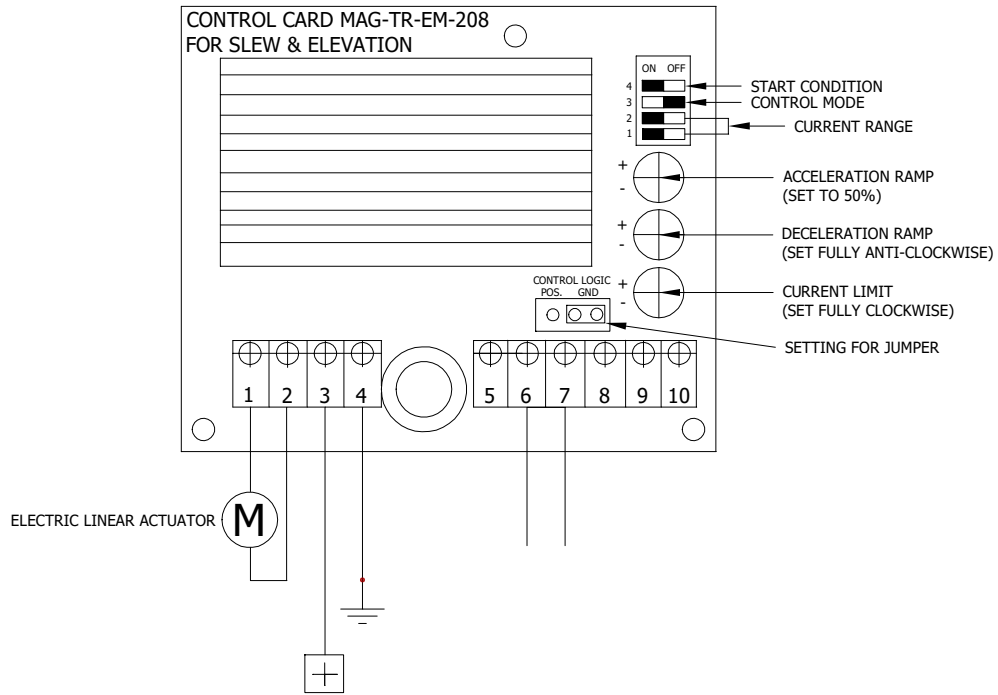 CONTROL CARD MAG-TR-EM-208
FOR SLEW & ELEVATION
ON OFF
4
3
2
1
START CONDITION
CONTROL MODE
CURRENT RANGE
+
-
ACCELERATION RAMP
(SET TO 50%)
+
-
DECELERATION RAMP
(SET FULLY ANTI-CLOCKWISE)
+
-
CURRENT LIMIT
(SET FULLY CLOCKWISE)
CONTROL LOGIC
POS. GND
SETTING FOR JUMPER
1 2 3 4 5 6 7 8 9 10
ELECTRIC LINEAR ACTUATOR
M
+